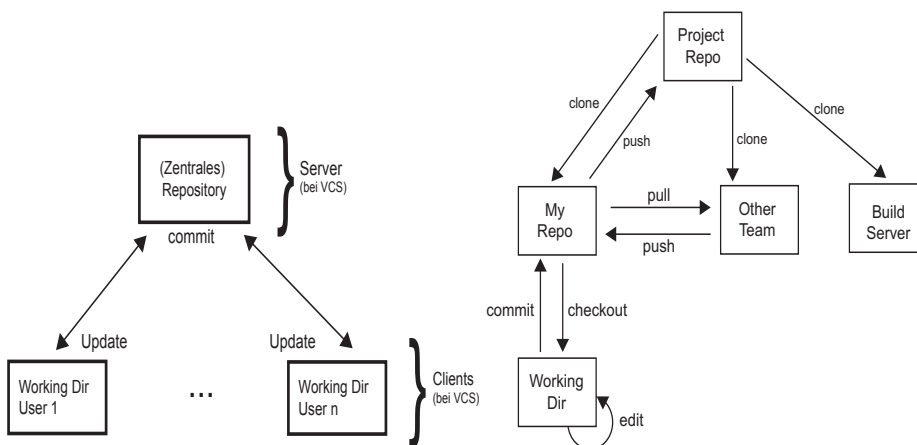 (Zentrales)
Repository
commit
Server
(bei VCS)
Update
Update
Working Dir
User 1
...
Working Dir
User n
Clients
(bei VCS)
Project
Repo
clone
push
clone
clone
My
Repo
pull
push
Other
Team
Build
Server
commit
checkout
Working
Dir
edit